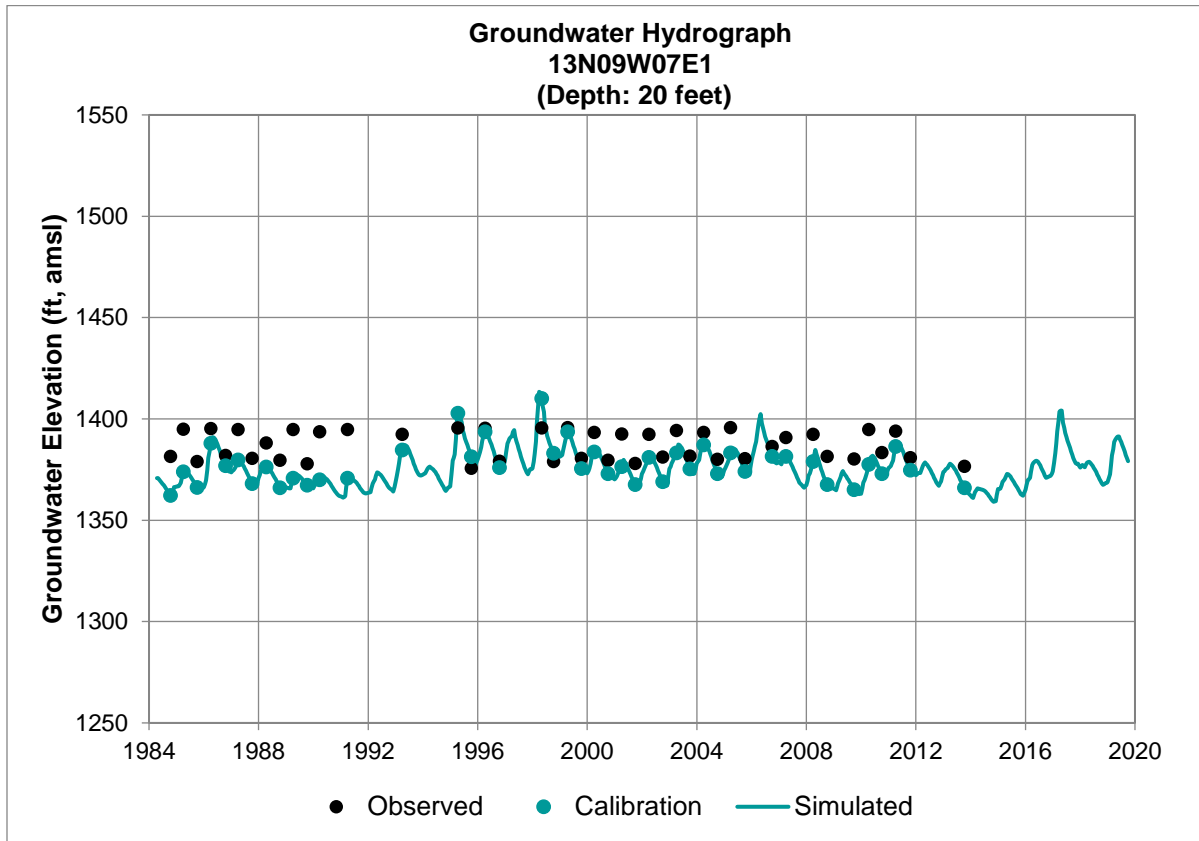 Groundwater Hydrograph
13N09W07E1
(Depth: 20 feet)
Groundwater Elevation (ft, amsl)
1550
1500
1450
1400
1350
1300
1250
1984 1988 1992 1996 2000 2004 2008 2012 2016 2020
Observed Calibration Simulated